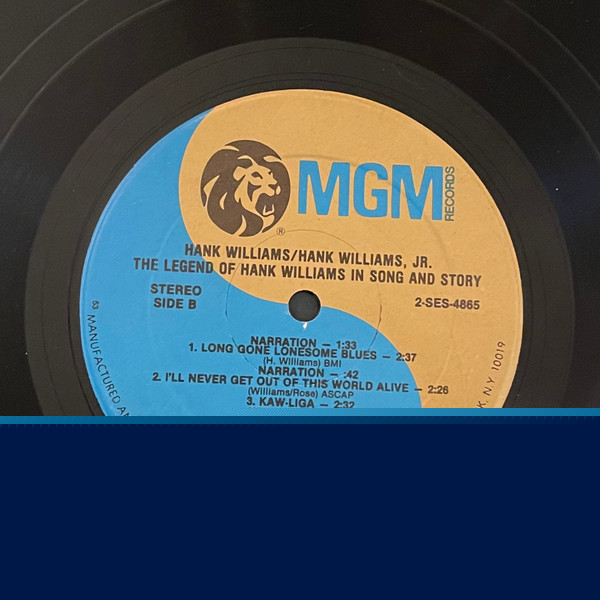 MGM RECORDS
®
HANK WILLIAMS/HANK WILLIAMS, JR.
THE LEGEND OF HANK WILLIAMS IN SONG AND STORY
STEREO
SIDE B
2-SES-4865
NARRATION — 1:33
1. LONG GONE LONESOME BLUES — 2:37
(H. Williams) BMI
NARRATION — :42
2. I'LL NEVER GET OUT OF THIS WORLD ALIVE — 2:26
(Williams/Rose) ASCAP
3. KAW-LIGA — 2:32
53 MANUFACTURED
N.Y. 10019